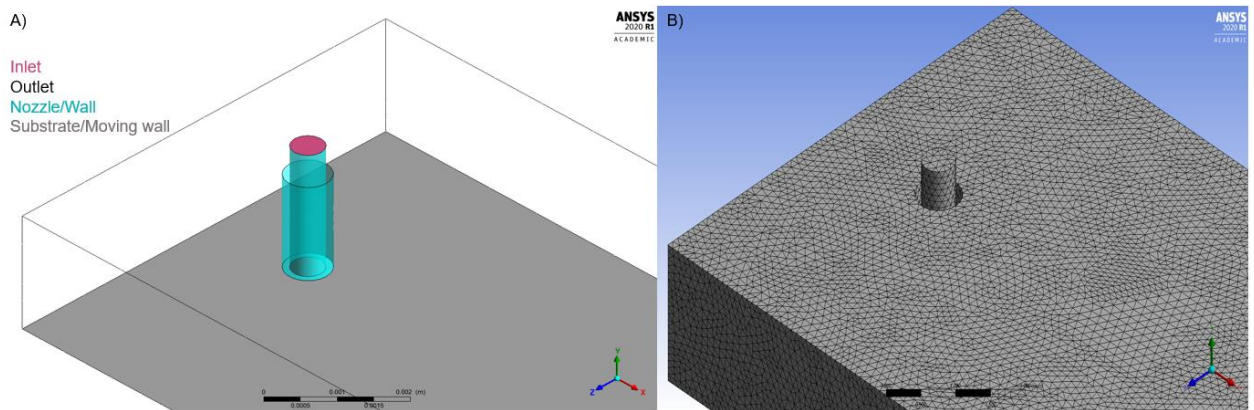 A)
ANSYS
2020 R1
ACADEMIC
Inlet
Outlet
Nozzle/Wall
Substrate/Moving wall
Y
Z
X
0
0.001
0.002 (m)
0.0005
0.0015
B)
ANSYS
2020 R1
ACADEMIC